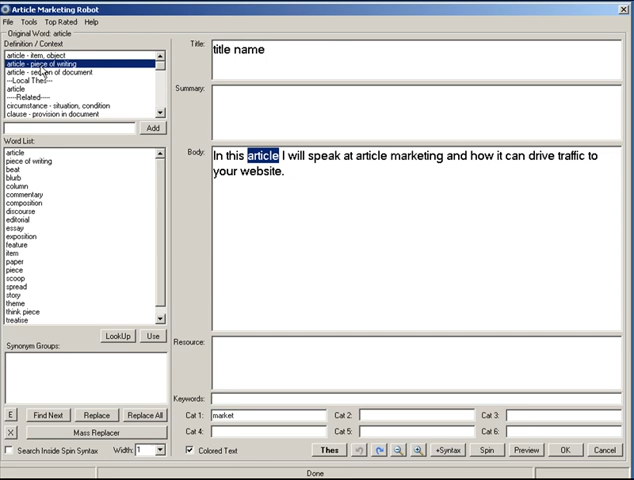 Article Marketing Robot
File Tools Top Rated Help
Original Word: article
Definition / Context
article - item, object
article - piece of writing
article - section of document
---Local Thes---
article
----Related----
circumstance - situation, condition
clause - provision in document
Add
Word List:
article
piece of writing
beat
blurb
column
commentary
composition
discourse
editorial
essay
exposition
feature
item
paper
piece
scoop
spread
story
theme
think piece
treatise
LookUp Use
Synonym Groups:
E Find Next Replace Replace All
X Mass Replacer
Search Inside Spin Syntax Width: 1
Title: title name
Summary:
Body: In this article I will speak at article marketing and how it can drive traffic to
your website.
Resource:
Keywords:
Cat 1: market Cat 2: Cat 3:
Cat 4: Cat 5: Cat 6:
Colored Text Thes +Syntax Spin Preview OK Cancel
Done